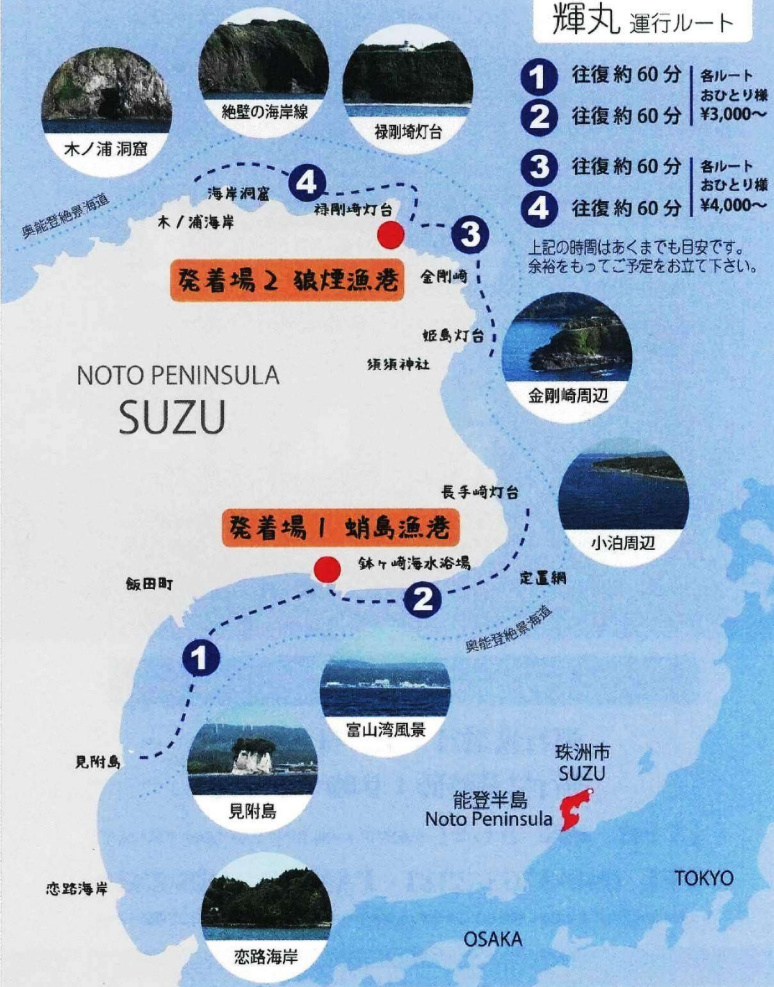 輝丸 運行ルート
1 往復約60分
2 往復約60分
各ルート
おひとり様
¥3,000～
3 往復約60分
4 往復約60分
各ルート
おひとり様
¥4,000～
上記の時間はあくまでも目安です。
余裕をもってご予定をお立て下さい。
木ノ浦 洞窟
絶壁の海岸線
禄剛埼灯台
奥能登絶景海道
海岸洞窟
4
木ノ浦海岸
禄剛崎灯台
3
発着場2 狼煙漁港
金剛崎
姫島灯台
須須神社
金剛崎周辺
NOTO PENINSULA
SUZU
長手崎灯台
小泊周辺
発着場1 蛸島漁港
鉢ヶ崎海水浴場
定置網
飯田町
2
奥能登絶景海道
1
富山湾風景
見附島
見附島
珠洲市
SUZU
能登半島
Noto Peninsula
恋路海岸
恋路海岸
TOKYO
OSAKA